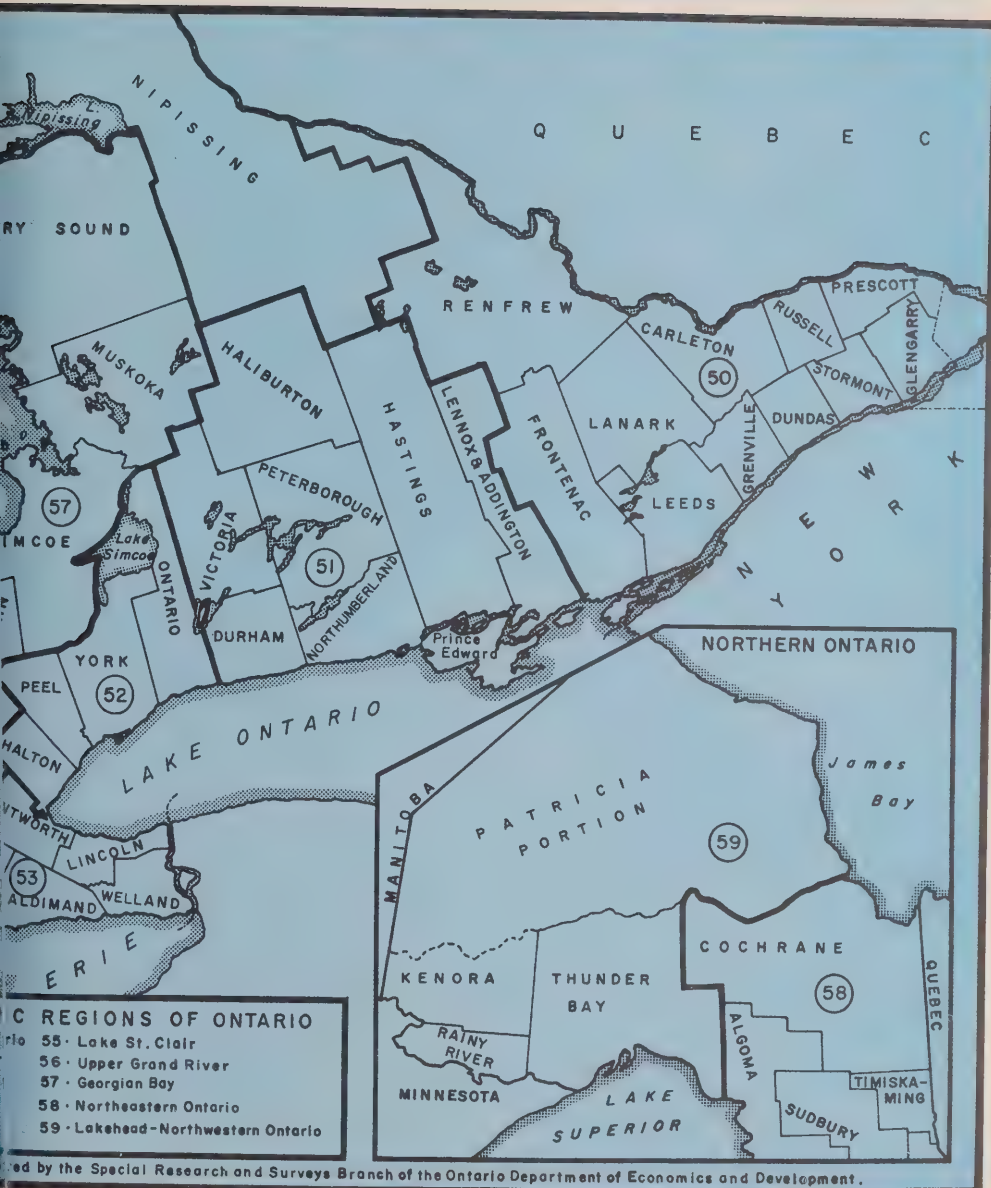 NIPISSING
L. Nipissing
QUEBEC
RY SOUND
RENFREW
PRESCOTT
RUSSELL
GLENGARRY
CARLETON
50
STORMONT
MUSKOKA
HALIBURTON
DUNDAS
LANARK
GRENVILLE
HASTINGS
LENNOX & ADDINGTON
FRONTENAC
LEEDS
PETERBOROUGH
57
IMCOE
Lake
Simcoe
VICTORIA
ONTARIO
51
NORTHUMBERLAND
NEW
YORK
DURHAM
Prince
Edward
YORK
52
PEEL
HALTON
LAKE ONTARIO
NTWORTH
LINCOLN
53
ALDIMAND
WELLAND
ERIE
NORTHERN ONTARIO
James
Bay
PATRICIA
PORTION
59
MANITOBA
COCHRANE
58
QUEBEC
KENORA
THUNDER
BAY
ALGOMA
RAINY
RIVER
TIMISKA-
MING
MINNESOTA
SUDBURY
LAKE
SUPERIOR
C REGIONS OF ONTARIO
rio 55 · Lake St. Clair
56 · Upper Grand River
57 · Georgian Bay
58 · Northeastern Ontario
59 · Lakehead-Northwestern Ontario
red by the Special Research and Surveys Branch of the Ontario Department of Economics and Development.